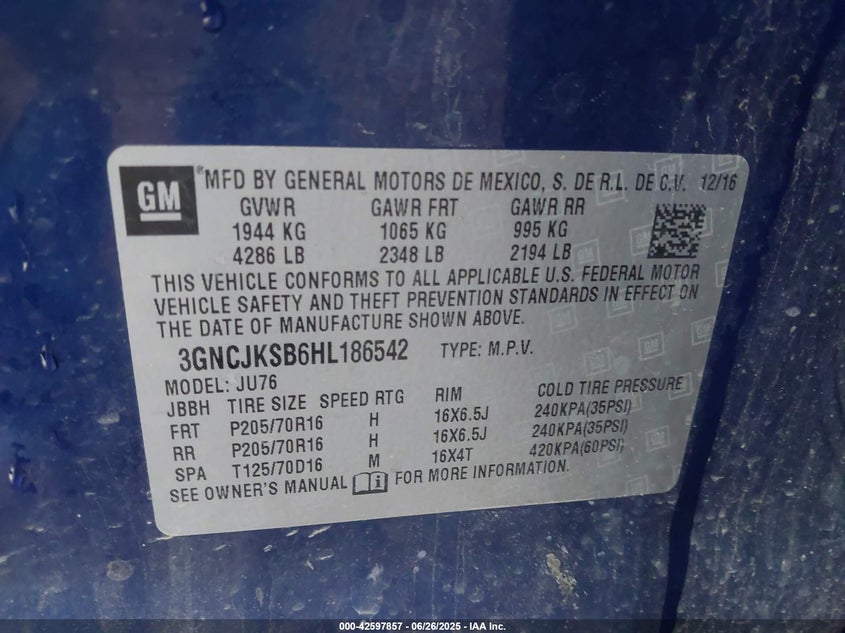 GM ® MFD BY GENERAL MOTORS DE MEXICO, S. DE R.L. DE C.V. 12/16
GVWR GAWR FRT GAWR RR
1944 KG 1065 KG 995 KG
4286 LB 2348 LB 2194 LB
THIS VEHICLE CONFORMS TO ALL APPLICABLE U.S. FEDERAL MOTOR
VEHICLE SAFETY AND THEFT PREVENTION STANDARDS IN EFFECT ON
THE DATE OF MANUFACTURE SHOWN ABOVE.
3GNCJKSB6HL186542 TYPE: M.P.V.
MODEL: JU76
JBBH TIRE SIZE SPEED RTG RIM COLD TIRE PRESSURE
FRT P205/70R16 H 16X6.5J 240KPA(35PSI)
RR P205/70R16 H 16X6.5J 240KPA(35PSI)
SPA T125/70D16 M 16X4T 420KPA(60PSI)
SEE OWNER'S MANUAL i FOR MORE INFORMATION.
000-42597857 - 06/26/2025 - IAA Inc.